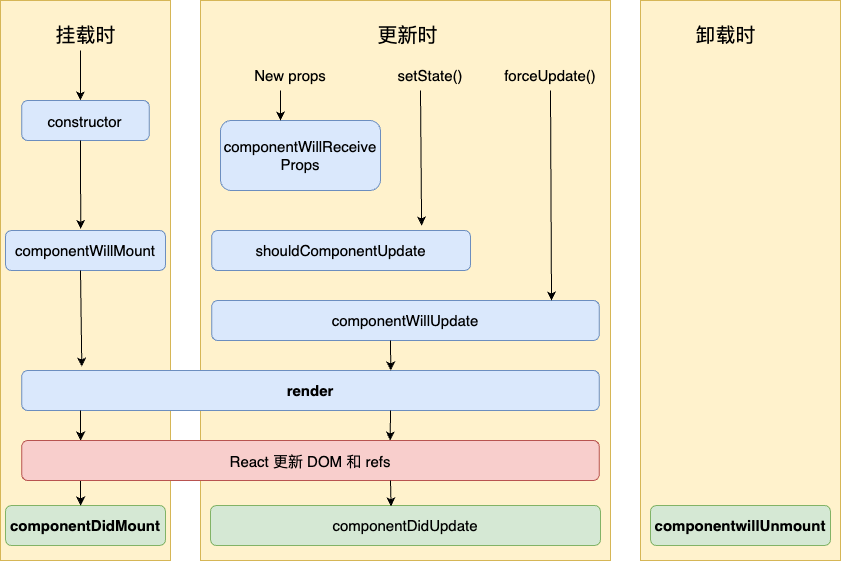 挂载时
更新时
卸载时
New props
setState()
forceUpdate()
constructor
componentWillReceive
Props
componentWillMount
shouldComponentUpdate
componentWillUpdate
render
React 更新 DOM 和 refs
componentDidMount
componentDidUpdate
componentwillUnmount